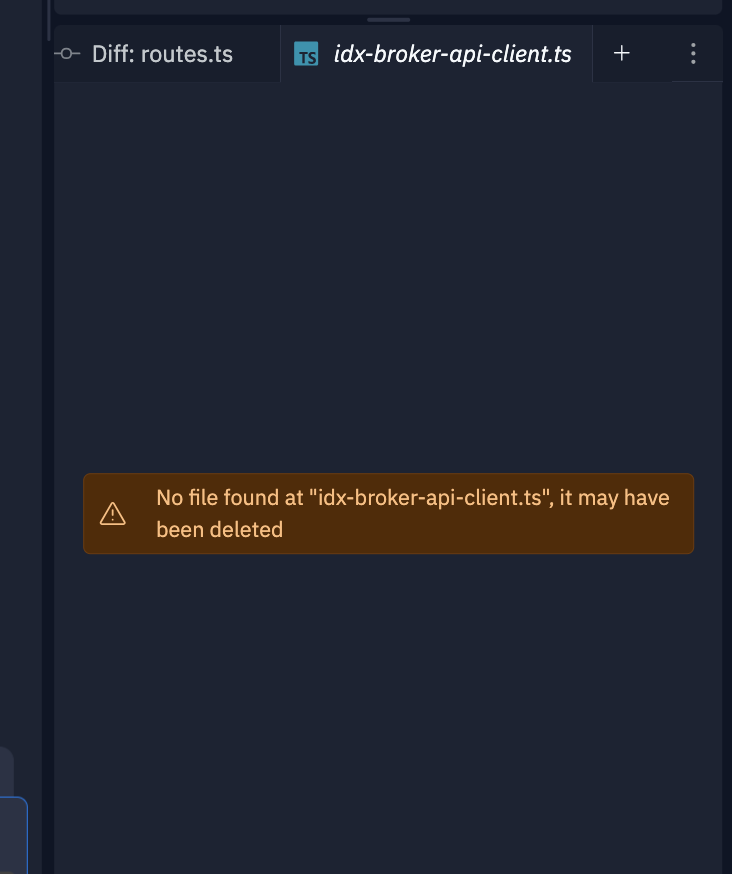 Diff: routes.ts
TS idx-broker-api-client.ts
No file found at "idx-broker-api-client.ts", it may have
been deleted